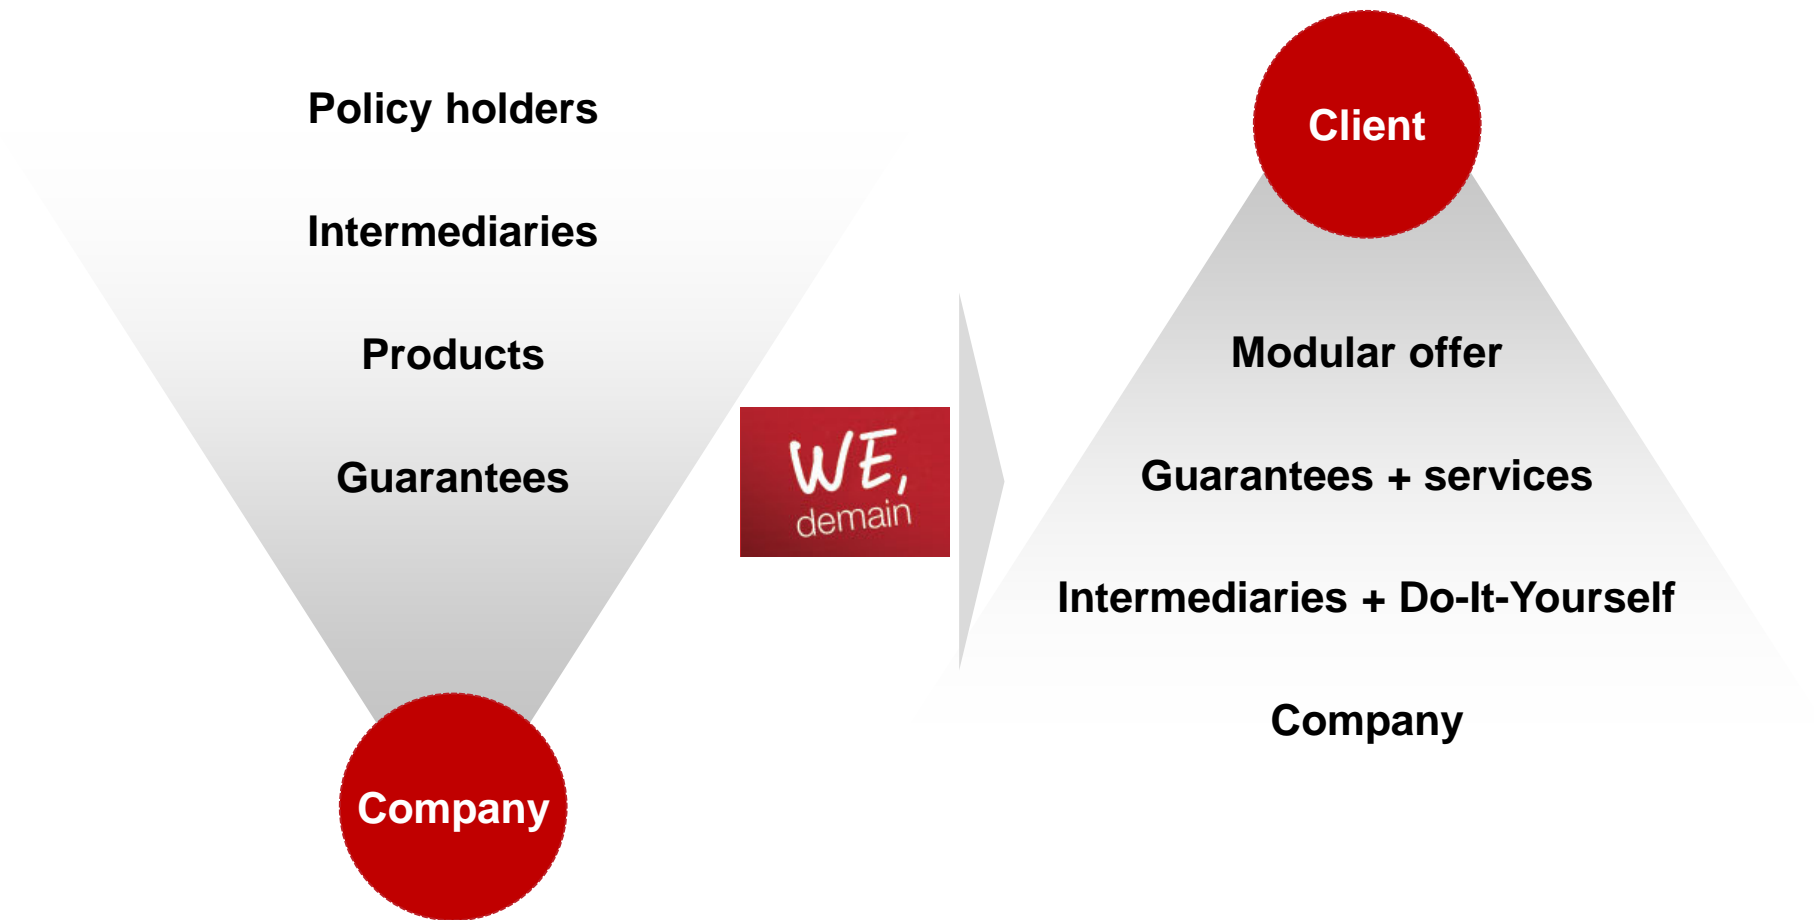 Policy holders
Intermediaries
Products
Guarantees
Company
WE,
demain
Client
Modular offer
Guarantees + services
Intermediaries + Do-It-Yourself
Company